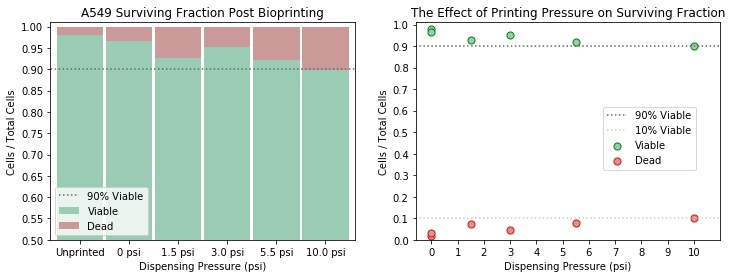 A549 Surviving Fraction Post Bioprinting
Cells / Total Cells
1.00
0.95
0.90
0.85
0.80
0.75
0.70
0.65
0.60
0.55
0.50
90% Viable
Viable
Dead
Unprinted 0 psi 1.5 psi 3.0 psi 5.5 psi 10.0 psi
Dispensing Pressure (psi)
The Effect of Printing Pressure on Surviving Fraction
Cells / Total Cells
1.0
0.9
0.8
0.7
0.6
0.5
0.4
0.3
0.2
0.1
0.0
90% Viable
10% Viable
Viable
Dead
0 1 2 3 4 5 6 7 8 9 10
Dispensing Pressure (psi)